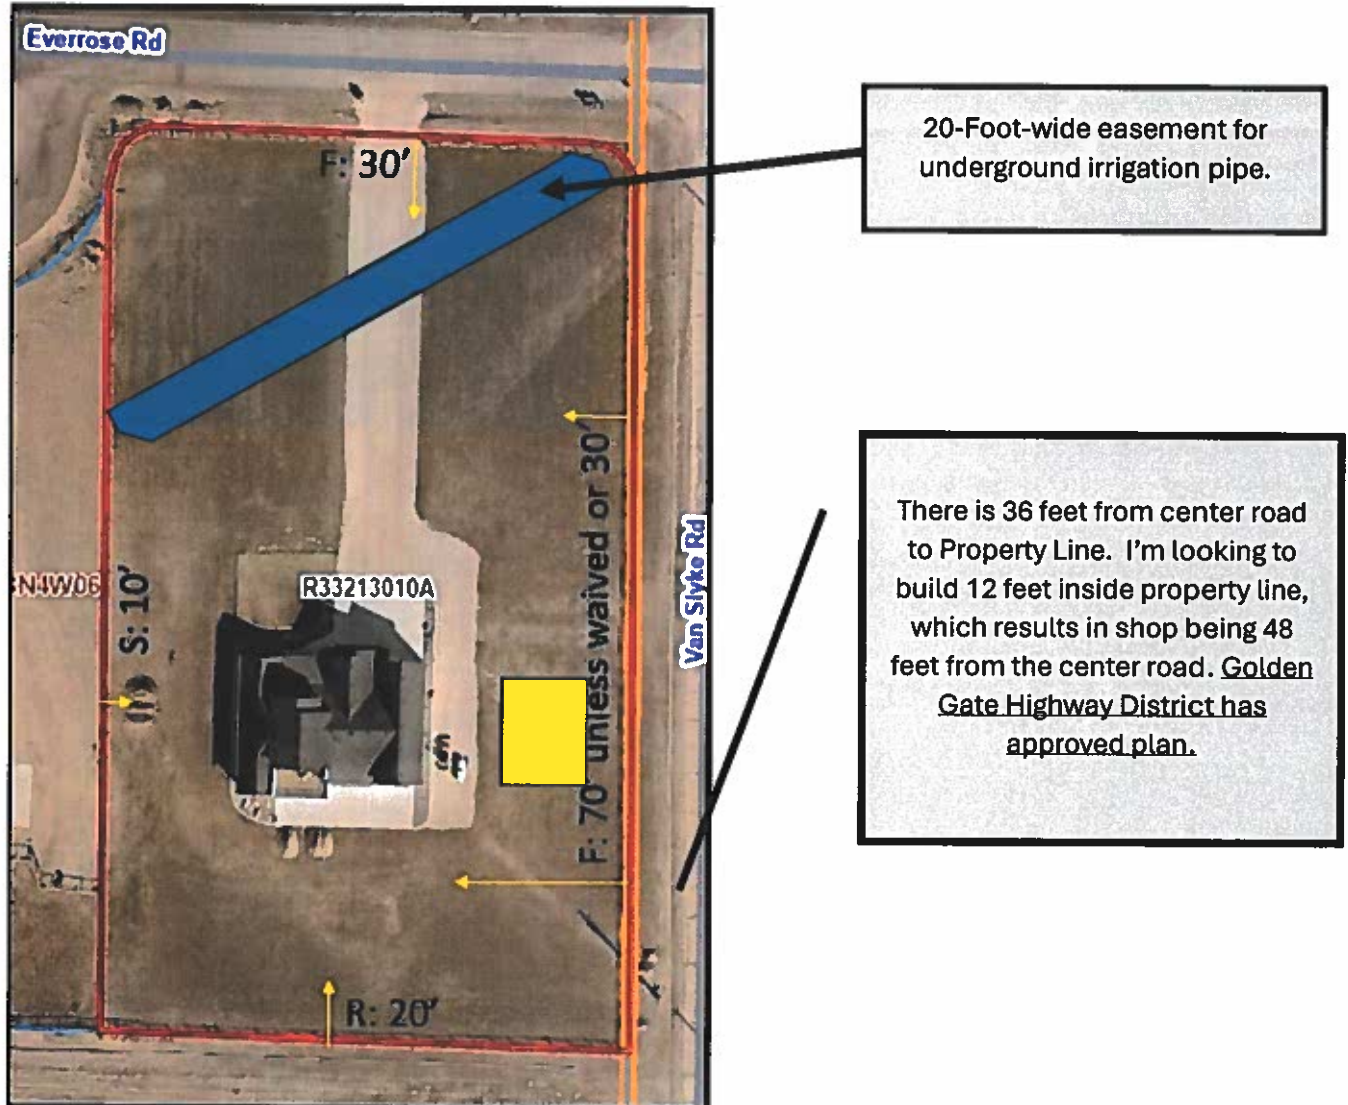 Everrose Rd
F: 30'
20-Foot-wide easement for
underground irrigation pipe.
F: 70' unless waived or 30'
Van Slyke Rd
There is 36 feet from center road
to Property Line. I'm looking to
build 12 feet inside property line,
which results in shop being 48
feet from the center road. Golden
Gate Highway District has
approved plan.
N4W06
S: 10'
R33213010A
R: 20'